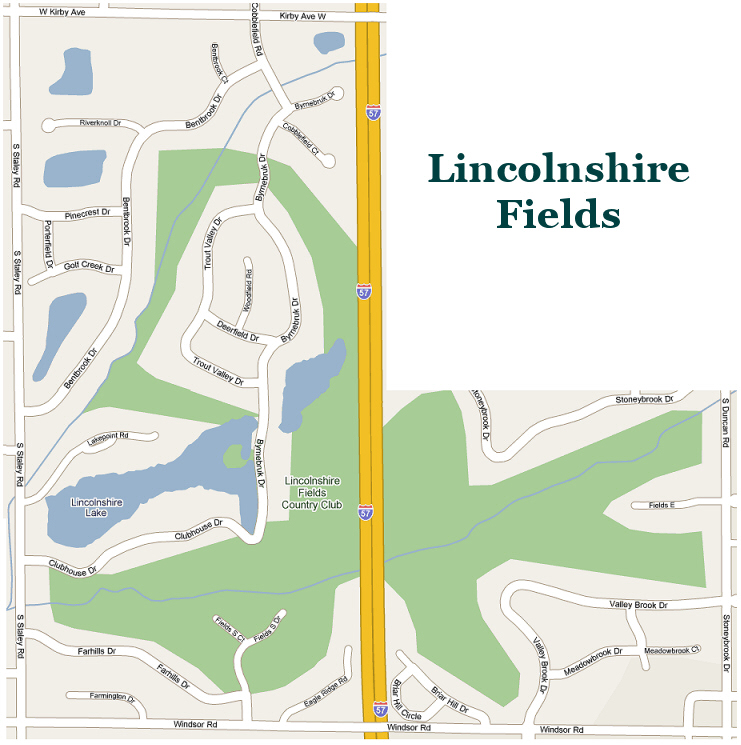 W Kirby Ave
Kirby Ave W
Cobblefield Rd
Bentbrook Ct
Byrnebruk Dr
57
Riverknoll Dr
Bentbrook Dr
Cobblefield Ct
S Staley Rd
Byrnebruk Dr
Lincolnshire
Fields
Pinecrest Dr
Bentbrook Dr
Porterfield Dr
Trout Valley Dr
Golf Creek Dr
S Staley Rd
Woodfield Rd
57
Byrnebruk Dr
Deerfield Dr
Bentbrook Dr
Trout Valley Dr
Stoneybrook Dr
Stoneybrook Dr
S Duncan Rd
Lakepoint Rd
Byrnebruk Dr
S Staley Rd
Lincolnshire
Fields
Country Club
Lincolnshire
Lake
57
Fields E
Clubhouse Dr
Clubhouse Dr
Valley Brook Dr
Fields S Ct
Fields S Dr
S Staley Rd
Stoneybrook Dr
Farhills Dr
Valley Brook Dr
Meadowbrook Dr
Meadowbrook Ct
Farhills Dr
Farmington Dr
Eagle Ridge Rd
Briar Hill Circle
Briar Hill Dr
57
Windsor Rd
Windsor Rd
Windsor Rd